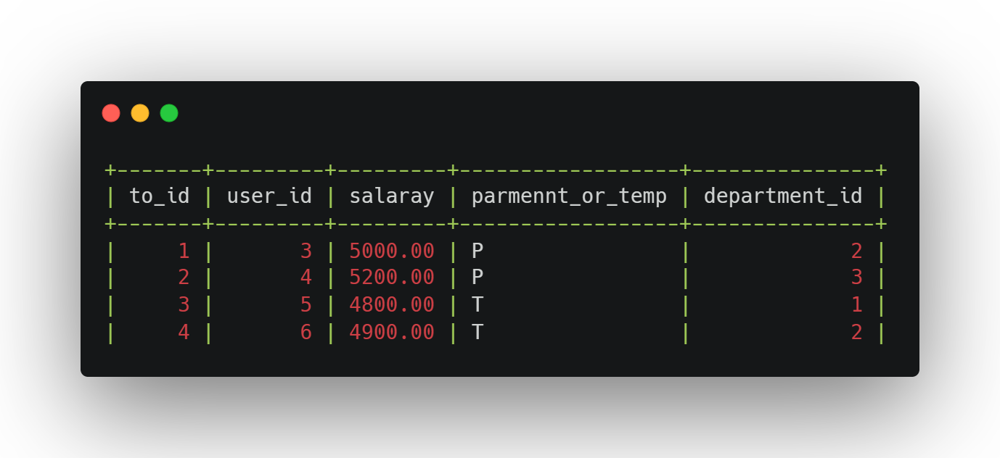 +-------+---------+---------+------------------+---------------+
| to_id | user_id | salaray | parmennt_or_temp | department_id |
+-------+---------+---------+------------------+---------------+
|     1 |       3 | 5000.00 | P                |             2 |
|     2 |       4 | 5200.00 | P                |             3 |
|     3 |       5 | 4800.00 | T                |             1 |
|     4 |       6 | 4900.00 | T                |             2 |